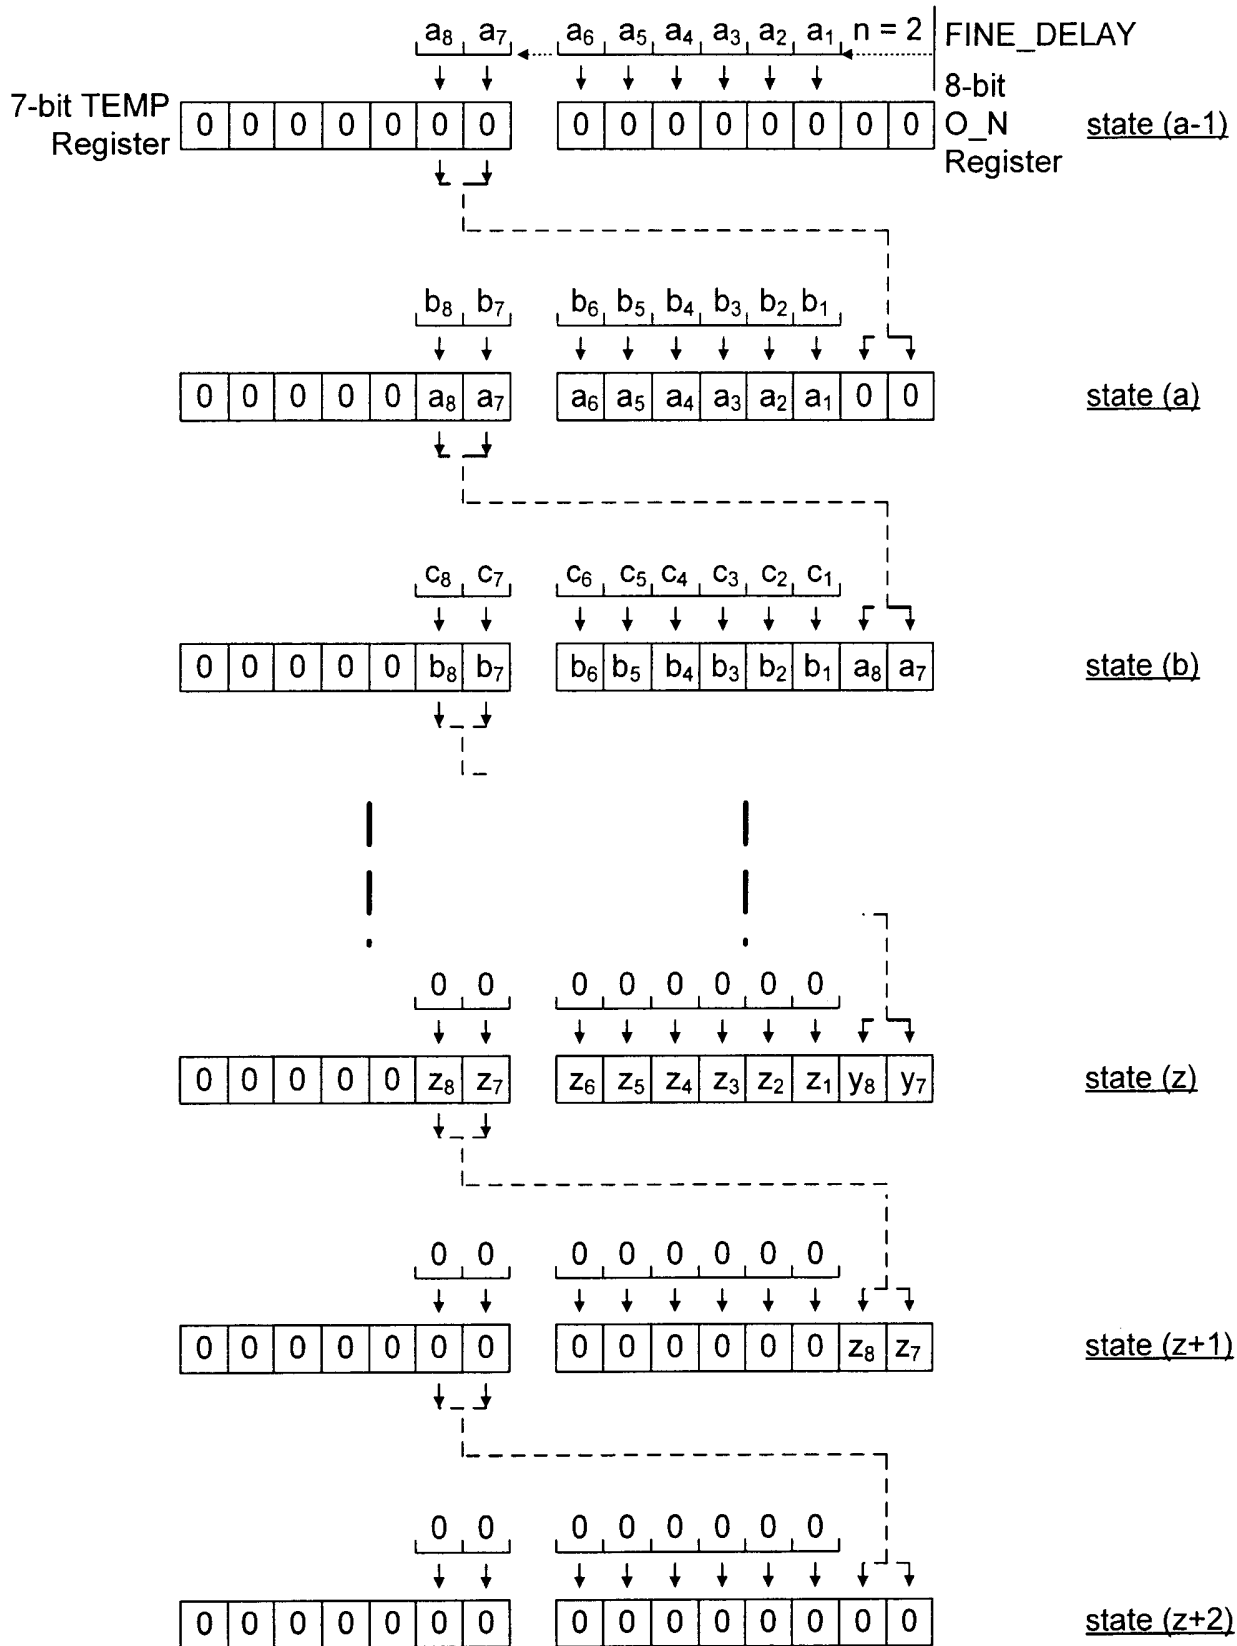 a₈ a₇ a₆ a₅ a₄ a₃ a₂ a₁ n = 2 FINE_DELAY
7-bit TEMP Register
0 0 0 0 0 0 0 0 0 0 0 0 0 0 0
8-bit O_N Register
state (a-1)
b₈ b₇ b₆ b₅ b₄ b₃ b₂ b₁
0 0 0 0 0 a₈ a₇ a₆ a₅ a₄ a₃ a₂ a₁ 0 0 state (a)
c₈ c₇ c₆ c₅ c₄ c₃ c₂ c₁
0 0 0 0 0 b₈ b₇ b₆ b₅ b₄ b₃ b₂ b₁ a₈ a₇ state (b)
0 0 0 0 0 0 0 0
0 0 0 0 0 z₈ z₇ z₆ z₅ z₄ z₃ z₂ z₁ y₈ y₇ state (z)
0 0 0 0 0 0 0 0
0 0 0 0 0 0 0 0 0 0 0 0 0 z₈ z₇ state (z+1)
0 0 0 0 0 0 0 0
0 0 0 0 0 0 0 0 0 0 0 0 0 0 0 state (z+2)